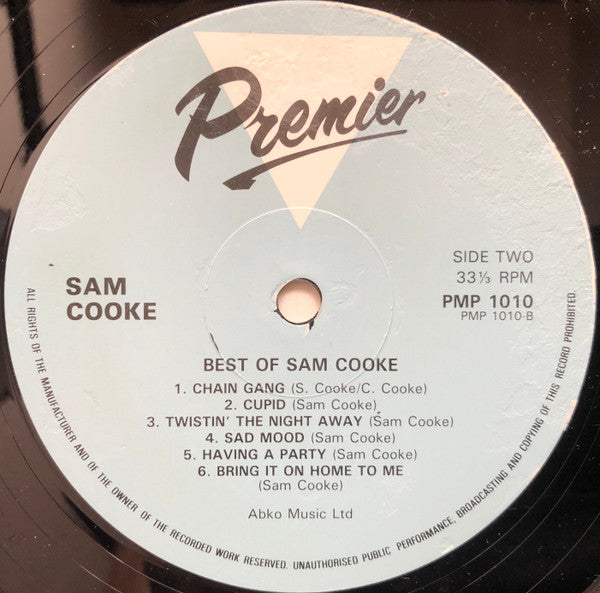 Premier
SIDE TWO
33⅓ RPM
PMP 1010
PMP 1010-B
SAM
COOKE
BEST OF SAM COOKE
1. CHAIN GANG (S. Cooke/C. Cooke)
2. CUPID (Sam Cooke)
3. TWISTIN' THE NIGHT AWAY (Sam Cooke)
4. SAD MOOD (Sam Cooke)
5. HAVING A PARTY (Sam Cooke)
6. BRING IT ON HOME TO ME
(Sam Cooke)
Abko Music Ltd
ALL RIGHTS OF THE MANUFACTURER AND OF THE OWNER OF THE RECORDED WORK RESERVED. UNAUTHORISED PUBLIC PERFORMANCE, BROADCASTING AND COPYING OF THIS RECORD PROHIBITED.